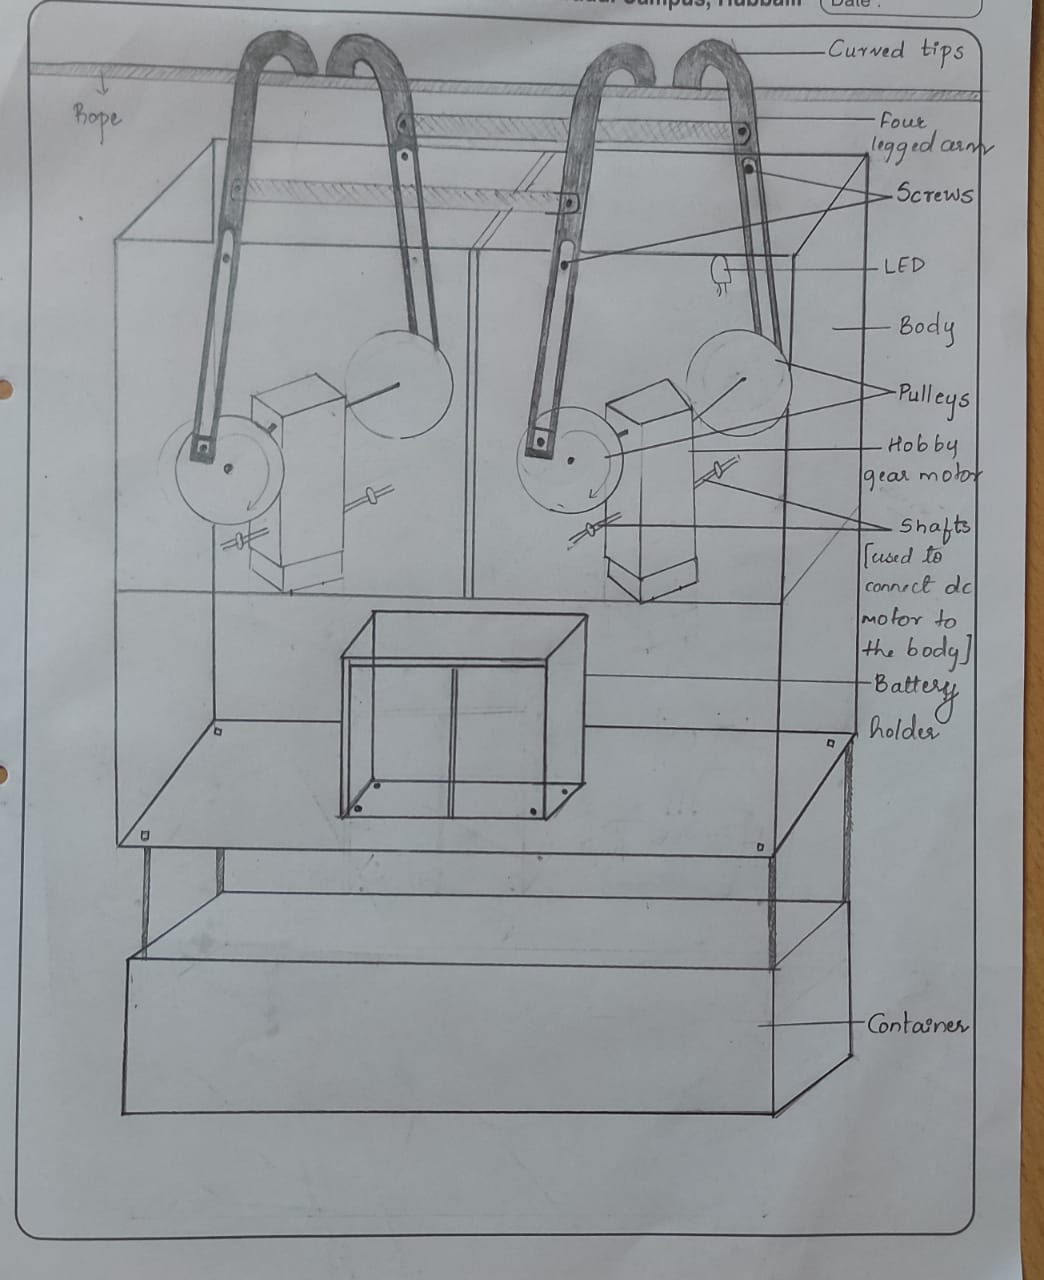 Campus, Hubballi
Date :
Curved tips
Rope
Four
legged arm
Screws
LED
Body
Pulleys
Hobby
gear motor
Shafts
[used to
connect dc
motor to
the body]
Battery
holder
Container